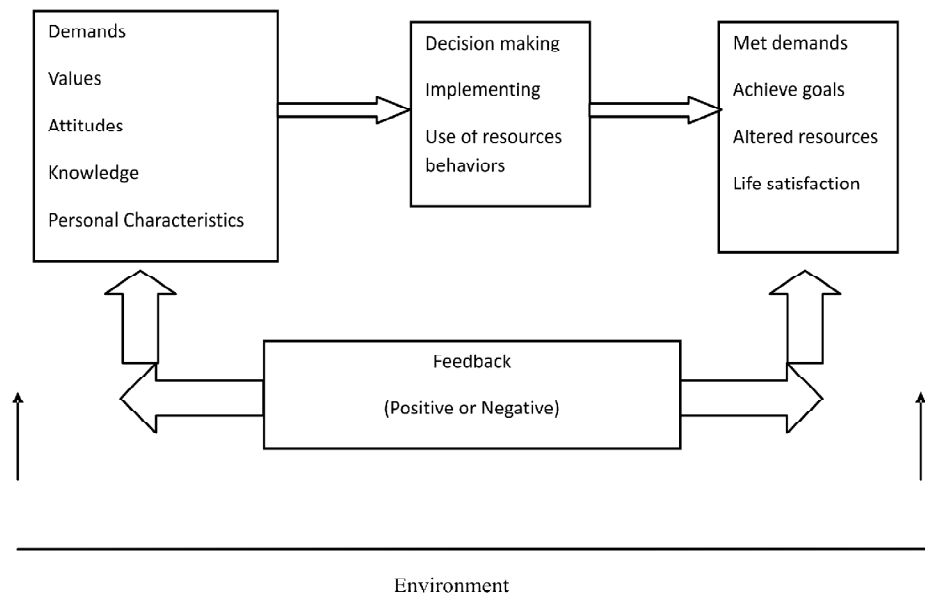 Demands
Values
Attitudes
Knowledge
Personal Characteristics
Decision making
Implementing
Use of resources
behaviors
Met demands
Achieve goals
Altered resources
Life satisfaction
Feedback
(Positive or Negative)
Environment